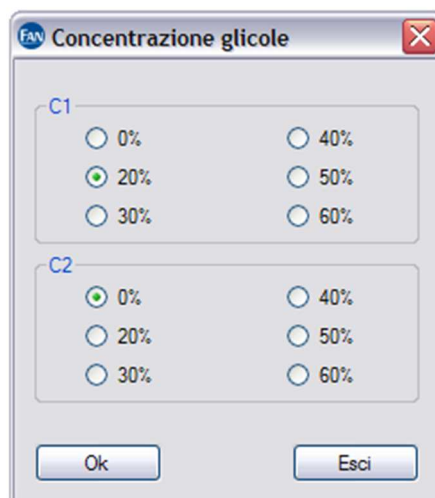 FAN Concentrazione glicole
C1
0% 40%
20% 50%
30% 60%
C2
0% 40%
20% 50%
30% 60%
Ok Esci